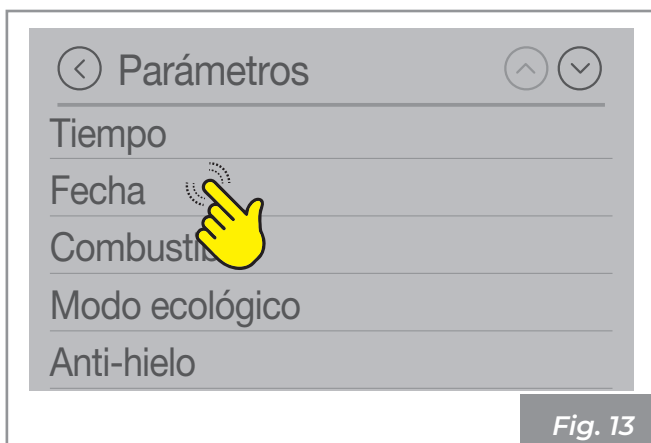 Parámetros
Tiempo
Fecha
Modo ecológico
Anti-hielo
Fig. 13